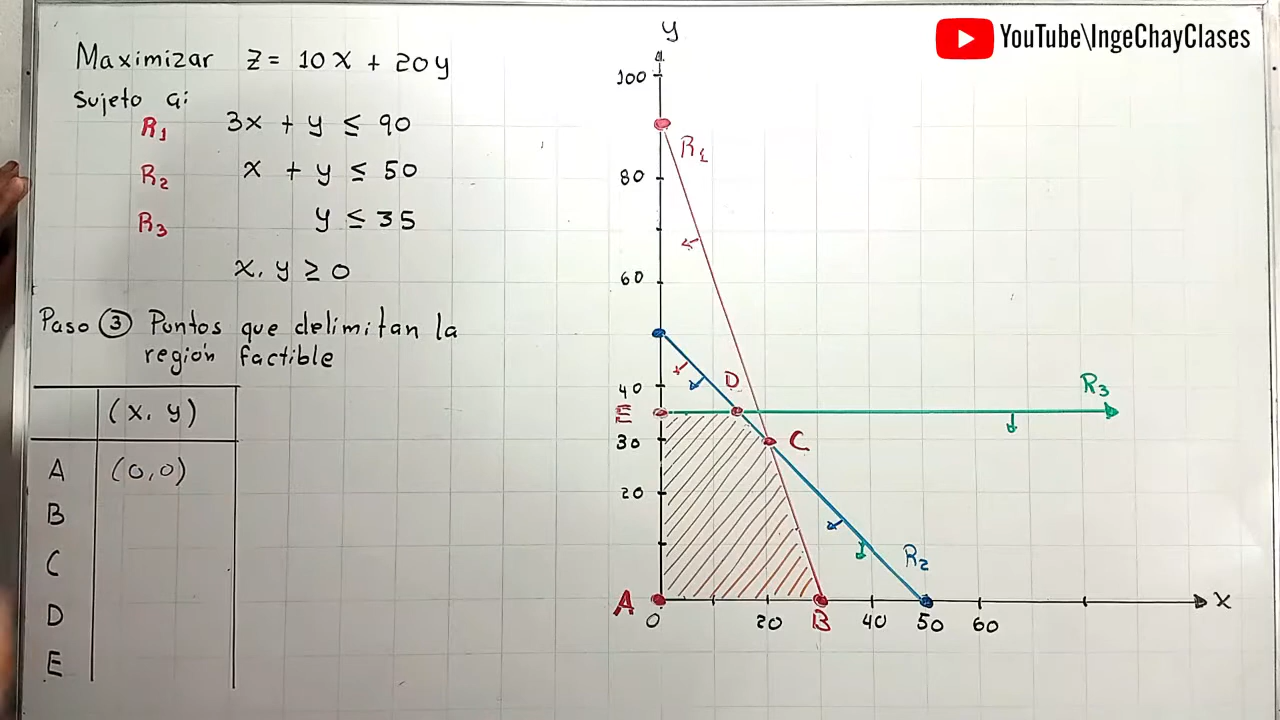 YouTube\IngeChayClases
Maximizar z = 10x + 20y
Sujeto a:
R1 3x + y ≤ 90
R2 x + y ≤ 50
R3 y ≤ 35
x, y ≥ 0
Paso ③ Puntos que delimitan la
región factible
(x, y)
A (0,0)
B
C
D
E
y
100
R1
80
60
40
D
R3
E
30
C
20
R2
A
x
0
20
B
40
50
60